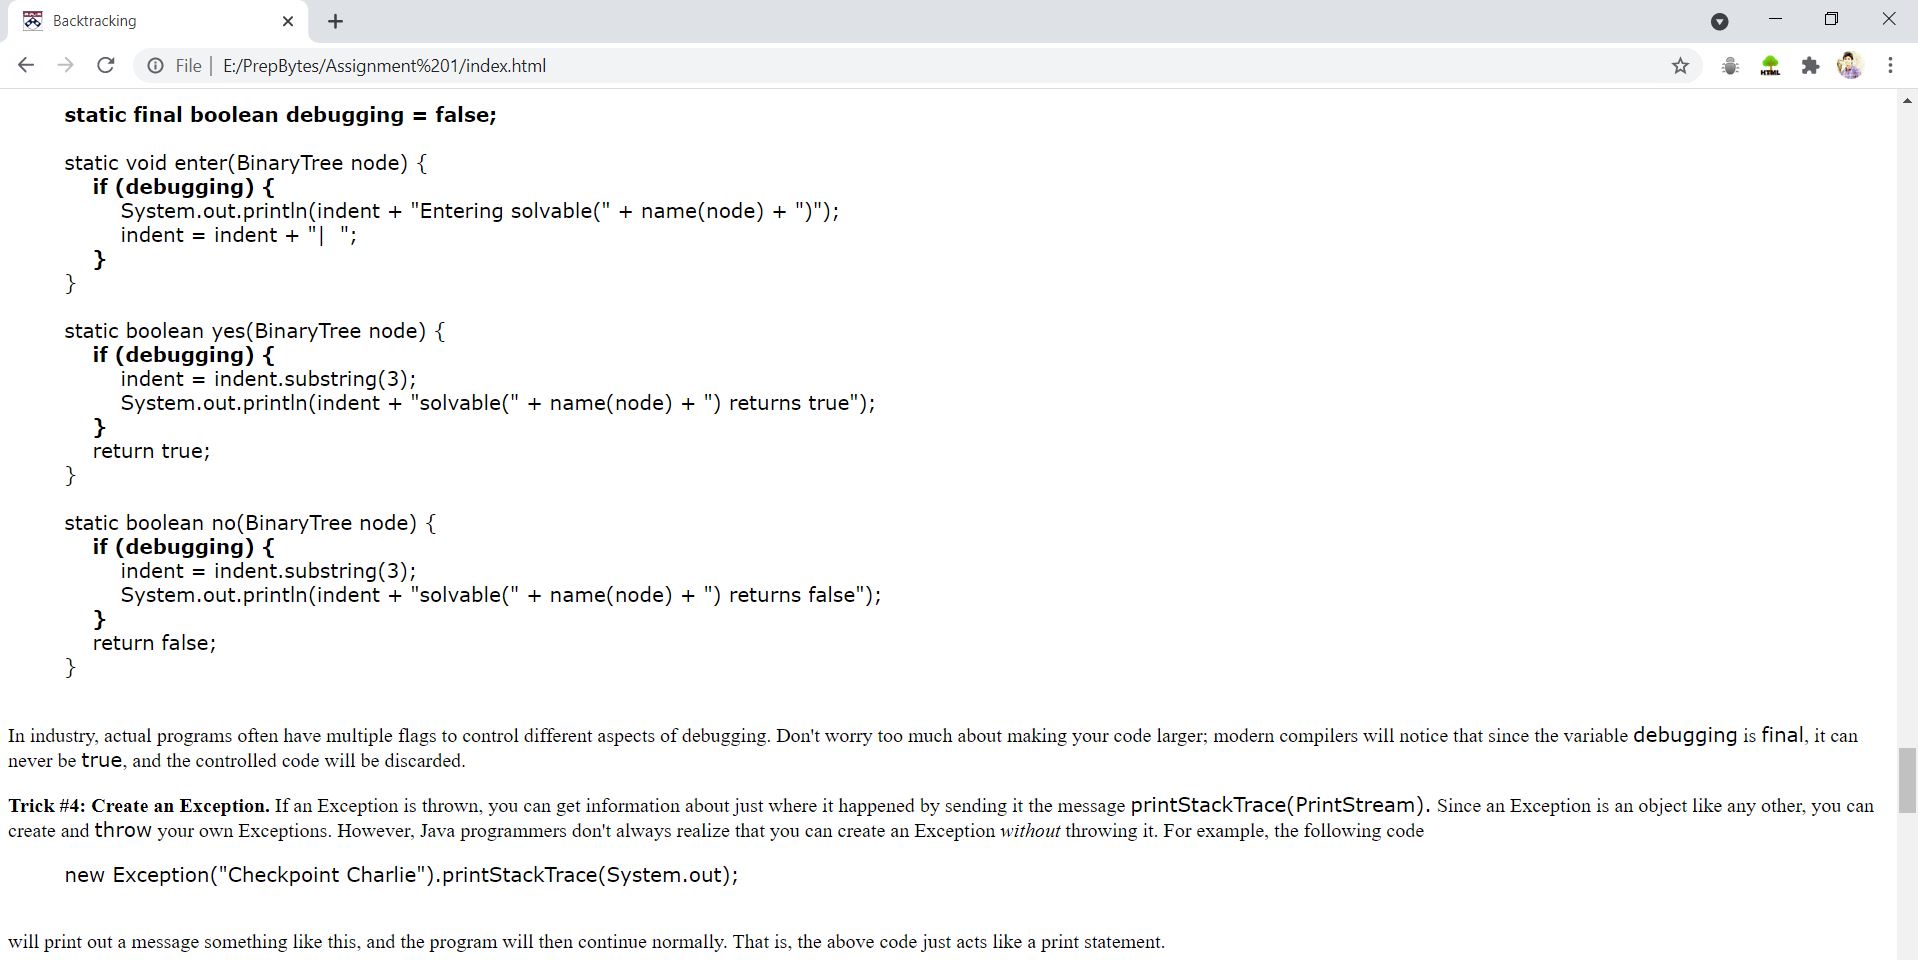 Backtracking
File | E:/PrepBytes/Assignment%201/index.html
HTML
static final boolean debugging = false;
static void enter(BinaryTree node) {
if (debugging) {
System.out.println(indent + "Entering solvable(" + name(node) + ")");
indent = indent + "|  ";
}
}
static boolean yes(BinaryTree node) {
if (debugging) {
indent = indent.substring(3);
System.out.println(indent + "solvable(" + name(node) + ") returns true");
}
return true;
}
static boolean no(BinaryTree node) {
if (debugging) {
indent = indent.substring(3);
System.out.println(indent + "solvable(" + name(node) + ") returns false");
}
return false;
}
In industry, actual programs often have multiple flags to control different aspects of debugging. Don't worry too much about making your code larger; modern compilers will notice that since the variable debugging is final, it can
never be true, and the controlled code will be discarded.
Trick #4: Create an Exception. If an Exception is thrown, you can get information about just where it happened by sending it the message printStackTrace(PrintStream). Since an Exception is an object like any other, you can
create and throw your own Exceptions. However, Java programmers don't always realize that you can create an Exception without throwing it. For example, the following code
new Exception("Checkpoint Charlie").printStackTrace(System.out);
will print out a message something like this, and the program will then continue normally. That is, the above code just acts like a print statement.